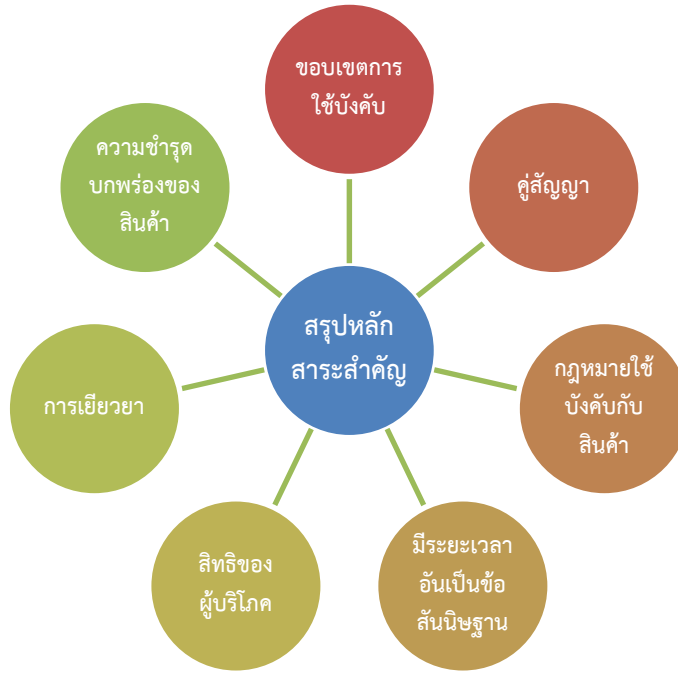 สรุปหลัก
สาระสำคัญ
ขอบเขตการ
ใช้บังคับ
คู่สัญญา
กฎหมายใช้
บังคับกับ
สินค้า
มีระยะเวลา
อันเป็นข้อ
สันนิษฐาน
สิทธิของ
ผู้บริโภค
การเยียวยา
ความชำรุด
บกพร่องของ
สินค้า